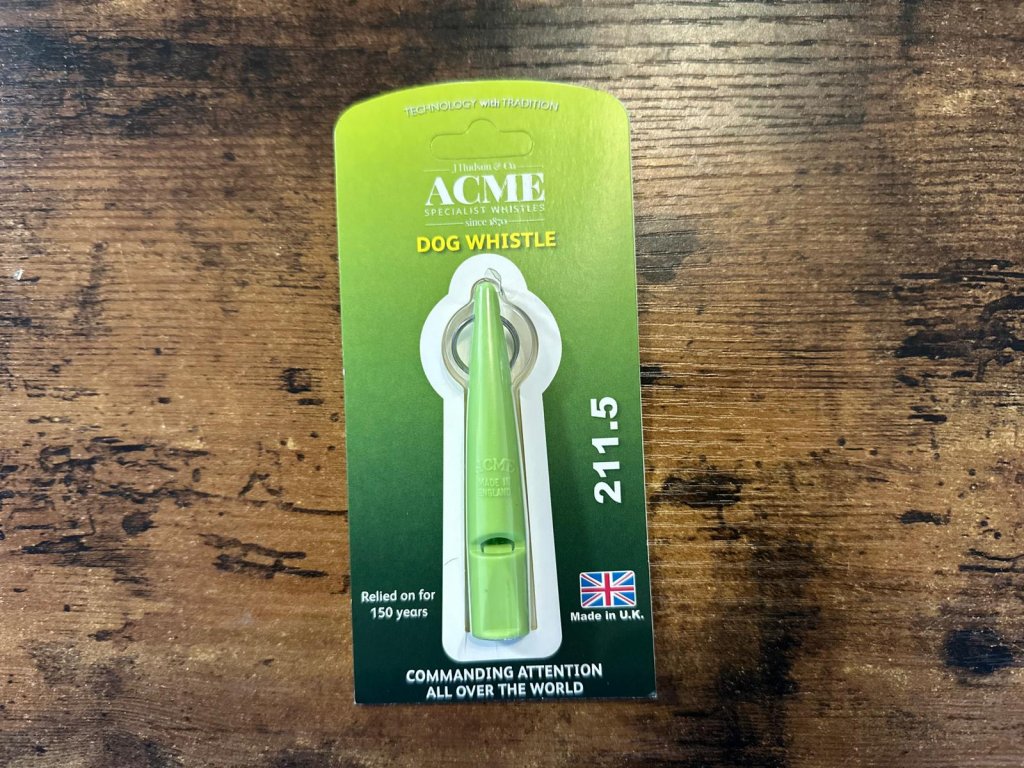 TECHNOLOGY with TRADITION
J Hudson & Co
ACME
SPECIALIST WHISTLES
since 1870
DOG WHISTLE
ACME
MADE IN
ENGLAND
211.5
Relied on for
150 years
Made in U.K.
COMMANDING ATTENTION
ALL OVER THE WORLD